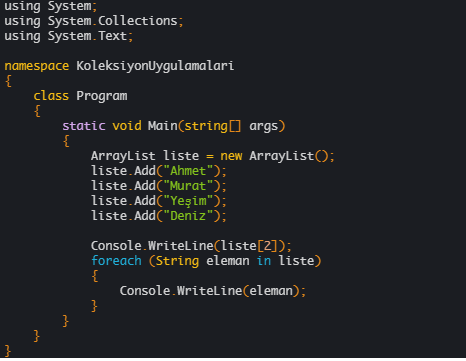 using System;
using System.Collections;
using System.Text;
namespace KoleksiyonUygulamalari
{
class Program
{
static void Main(string[] args)
{
ArrayList liste = new ArrayList();
liste.Add("Ahmet");
liste.Add("Murat");
liste.Add("Yeşim");
liste.Add("Deniz");
Console.WriteLine(liste[2]);
foreach (String eleman in liste)
{
Console.WriteLine(eleman);
}
}
}
}